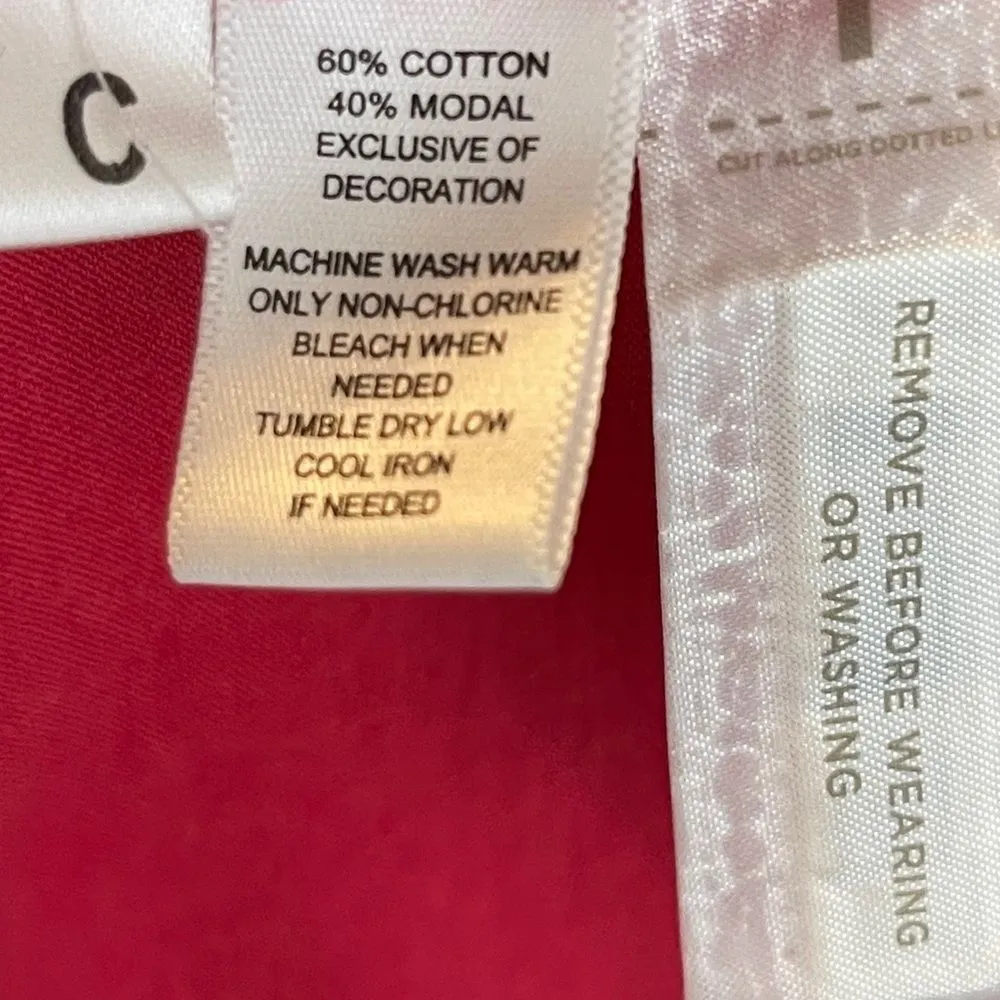 C
60% COTTON
40% MODAL
EXCLUSIVE OF
DECORATION
MACHINE WASH WARM
ONLY NON-CHLORINE
BLEACH WHEN
NEEDED
TUMBLE DRY LOW
COOL IRON
IF NEEDED
CUT ALONG DOTTED L
REMOVE BEFORE WEARING
OR WASHING